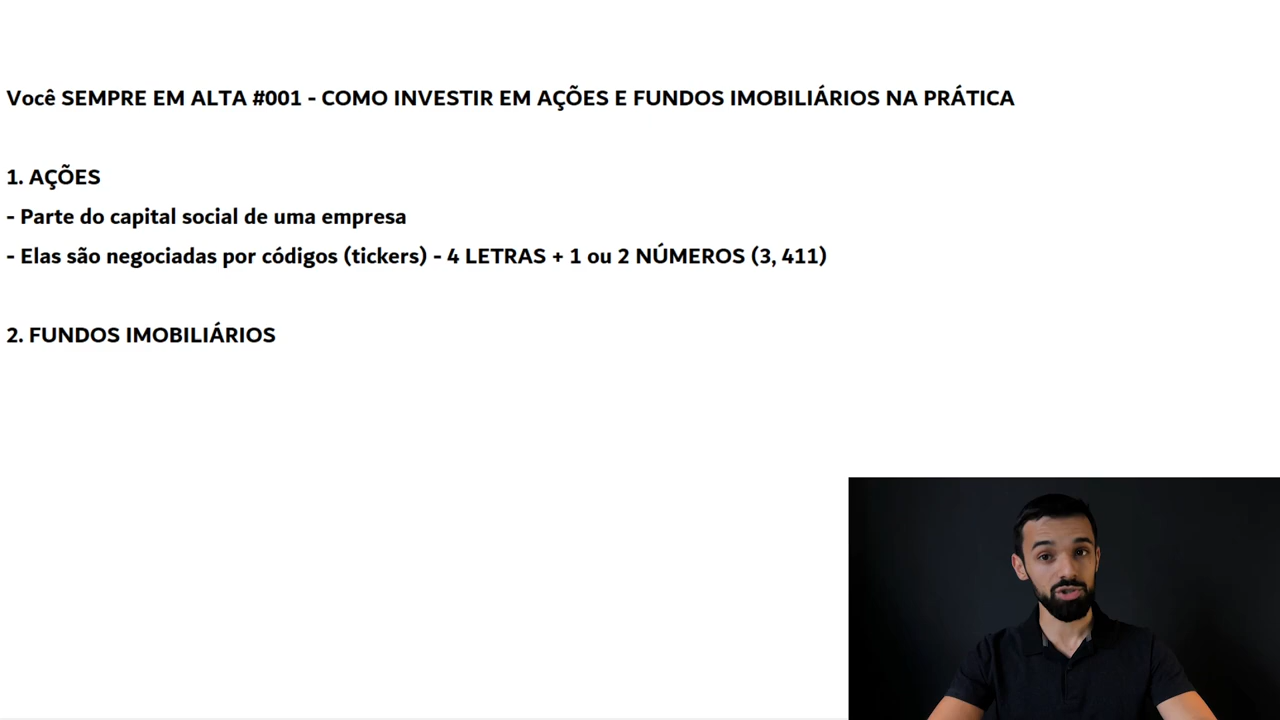 Você SEMPRE EM ALTA #001 - COMO INVESTIR EM AÇÕES E FUNDOS IMOBILIÁRIOS NA PRÁTICA
1. AÇÕES
- Parte do capital social de uma empresa
- Elas são negociadas por códigos (tickers) - 4 LETRAS + 1 ou 2 NÚMEROS (3, 411)
2. FUNDOS IMOBILIÁRIOS